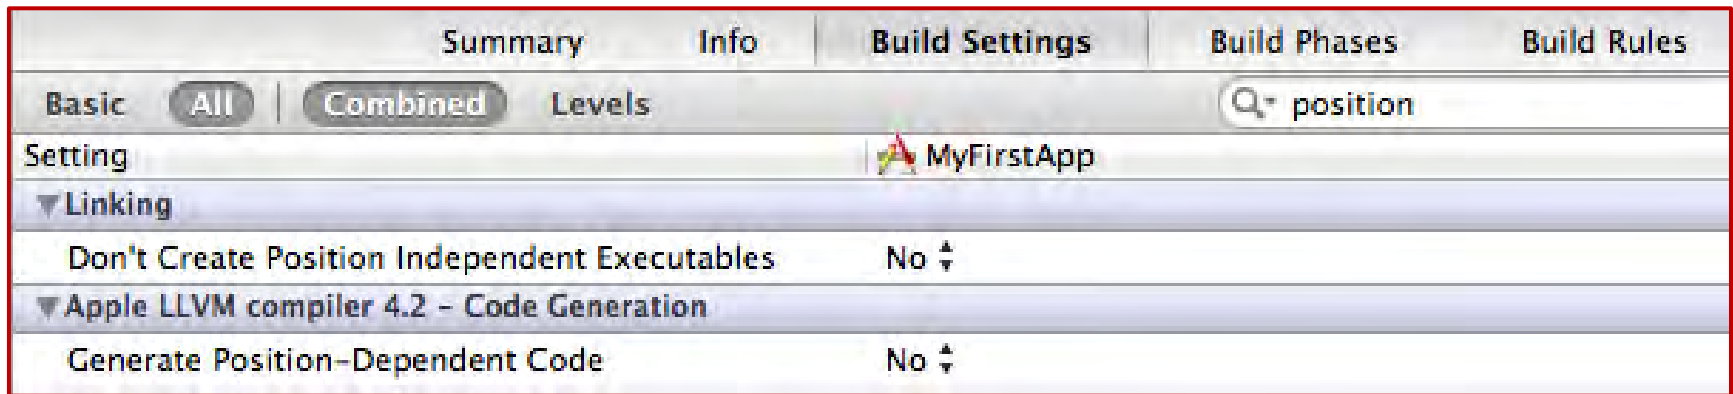 Summary Info Build Settings Build Phases Build Rules
Basic All Combined Levels position
Setting MyFirstApp
Linking
Don't Create Position Independent Executables No
Apple LLVM compiler 4.2 – Code Generation
Generate Position-Dependent Code No